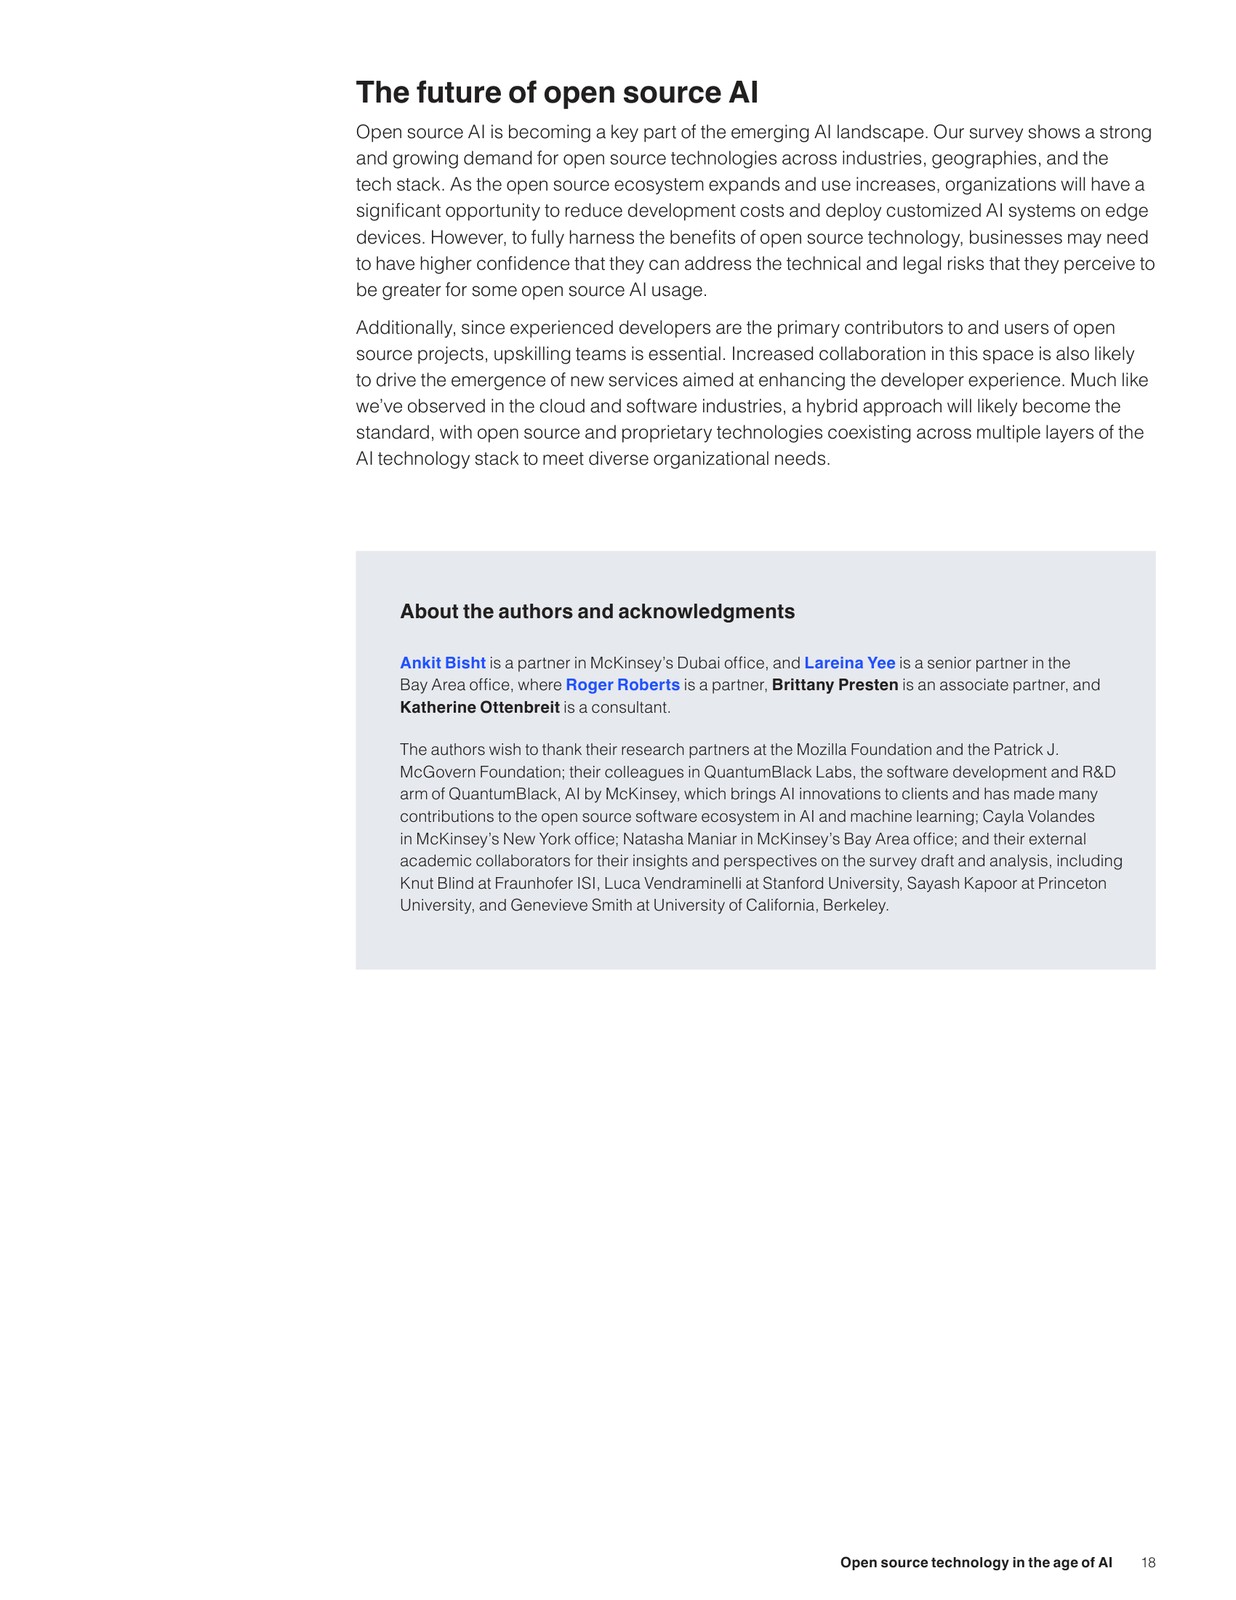 The future of open source AI
Open source AI is becoming a key part of the emerging AI landscape. Our survey shows a strong
and growing demand for open source technologies across industries, geographies, and the
tech stack. As the open source ecosystem expands and use increases, organizations will have a
significant opportunity to reduce development costs and deploy customized AI systems on edge
devices. However, to fully harness the benefits of open source technology, businesses may need
to have higher confidence that they can address the technical and legal risks that they perceive to
be greater for some open source AI usage.
Additionally, since experienced developers are the primary contributors to and users of open
source projects, upskilling teams is essential. Increased collaboration in this space is also likely
to drive the emergence of new services aimed at enhancing the developer experience. Much like
we’ve observed in the cloud and software industries, a hybrid approach will likely become the
standard, with open source and proprietary technologies coexisting across multiple layers of the
AI technology stack to meet diverse organizational needs.
About the authors and acknowledgments
Ankit Bisht is a partner in McKinsey’s Dubai office, and Lareina Yee is a senior partner in the
Bay Area office, where Roger Roberts is a partner, Brittany Presten is an associate partner, and
Katherine Ottenbreit is a consultant.
The authors wish to thank their research partners at the Mozilla Foundation and the Patrick J.
McGovern Foundation; their colleagues in QuantumBlack Labs, the software development and R&D
arm of QuantumBlack, AI by McKinsey, which brings AI innovations to clients and has made many
contributions to the open source software ecosystem in AI and machine learning; Cayla Volandes
in McKinsey’s New York office; Natasha Maniar in McKinsey’s Bay Area office; and their external
academic collaborators for their insights and perspectives on the survey draft and analysis, including
Knut Blind at Fraunhofer ISI, Luca Vendraminelli at Stanford University, Sayash Kapoor at Princeton
University, and Genevieve Smith at University of California, Berkeley.
Open source technology in the age of AI 18